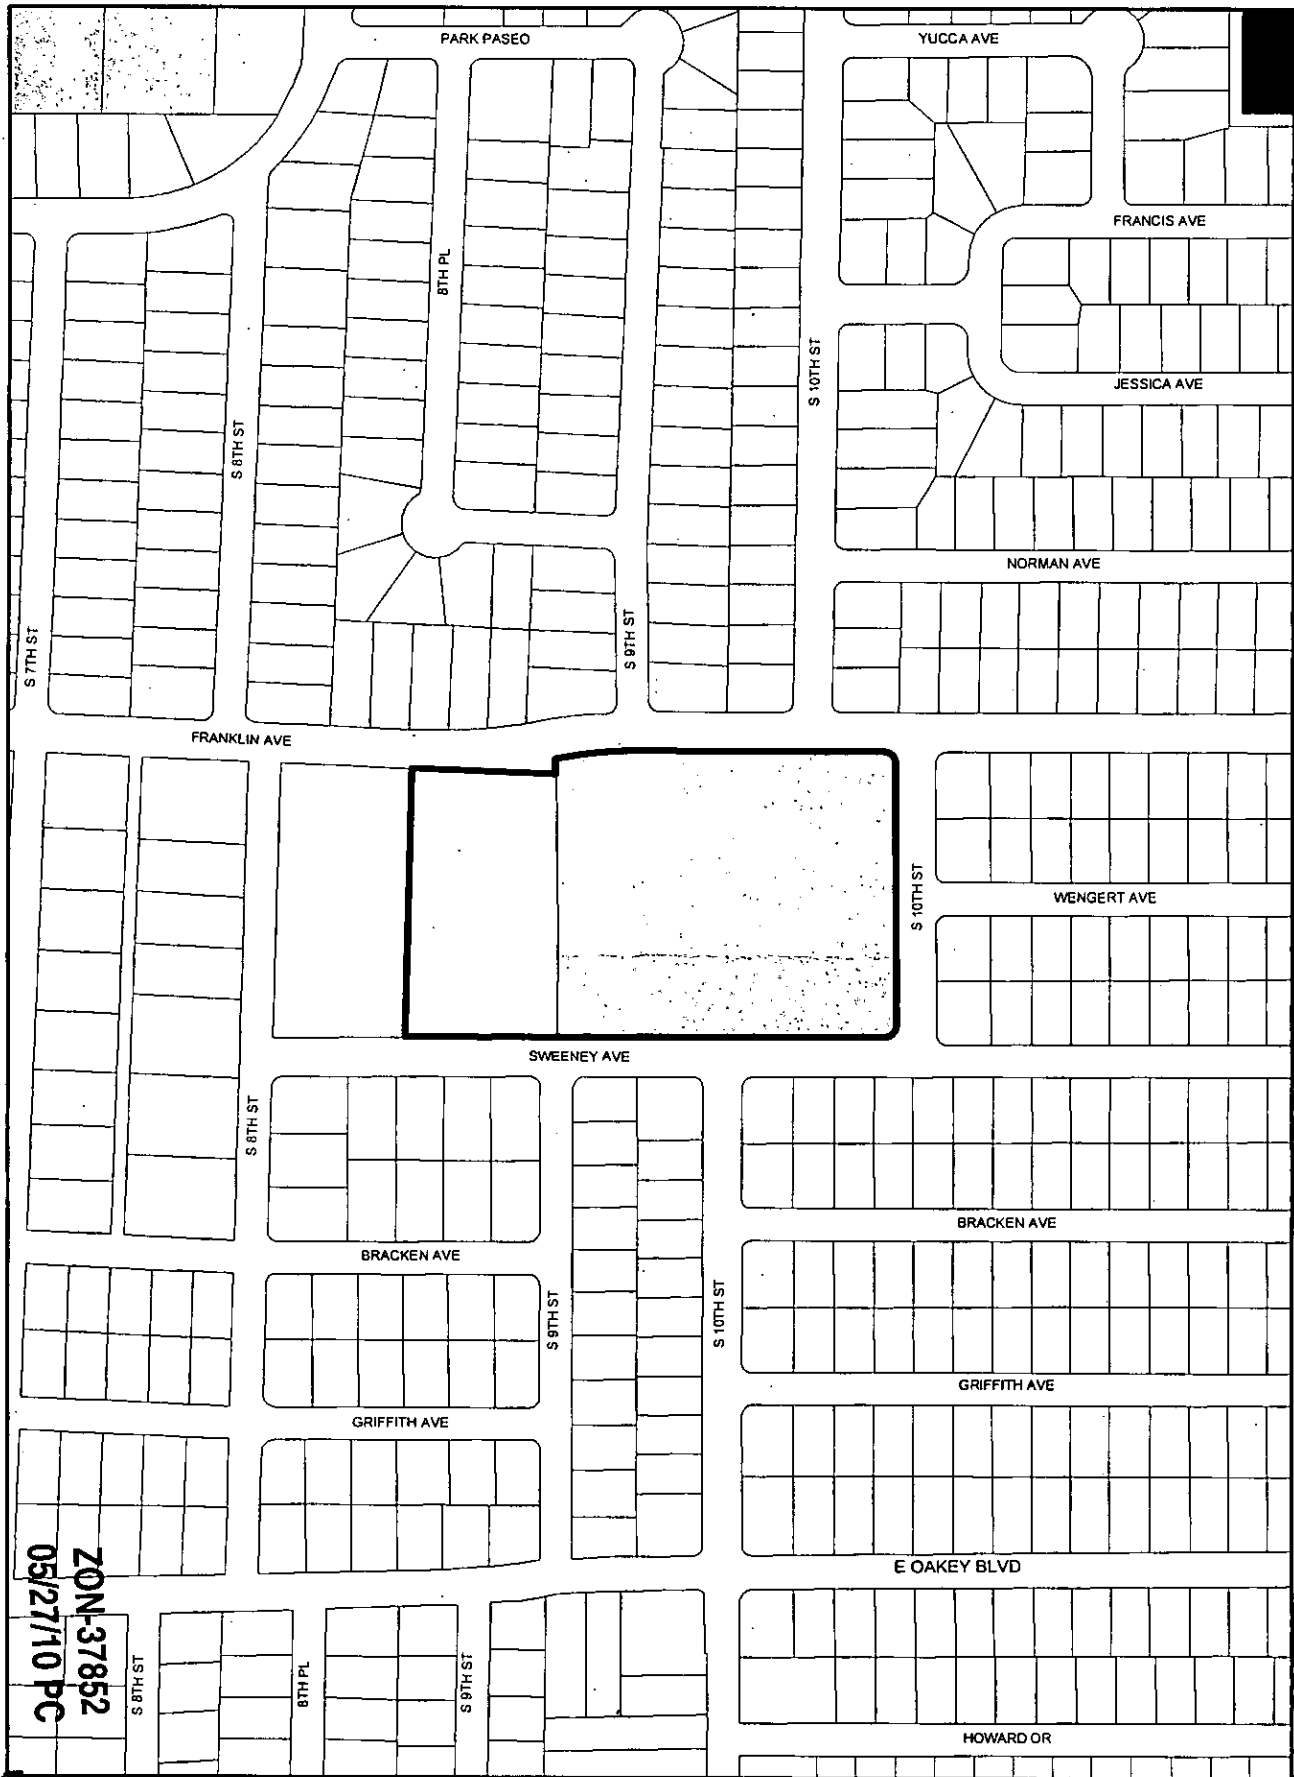 PARK PASEO
YUCCA AVE
FRANCIS AVE
8TH PL
S 10TH ST
JESSICA AVE
S 8TH ST
NORMAN AVE
S 7TH ST
S 9TH ST
FRANKLIN AVE
S 10TH ST
WENGERT AVE
SWEENEY AVE
S 8TH ST
BRACKEN AVE
BRACKEN AVE
S 9TH ST
S 10TH ST
GRIFFITH AVE
GRIFFITH AVE
E OAKEY BLVD
ZON-37852
05/27/10 PC
S 8TH ST
8TH PL
S 9TH ST
HOWARD OR